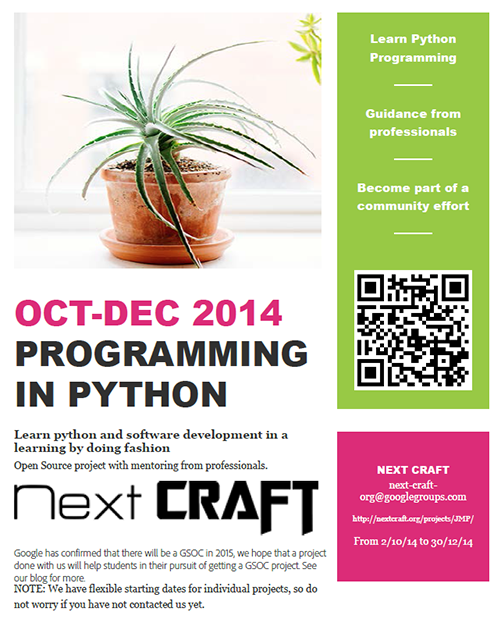 Learn Python
Programming
Guidance from
professionals
Become part of a
community effort
OCT-DEC 2014
PROGRAMMING
IN PYTHON
Learn python and software development in a
learning by doing fashion
Open Source project with mentoring from professionals.
Next CRAFT
Google has confirmed that there will be a GSOC in 2015, we hope that a project
done with us will help students in their pursuit of getting a GSOC project. See
our blog for more.
NOTE: We have flexible starting dates for individual projects, so do
not worry if you have not contacted us yet.
NEXT CRAFT
next-craft-
org@googlegroups.com
http://nextcraft.org/projects/JMP/
From 2/10/14 to 30/12/14